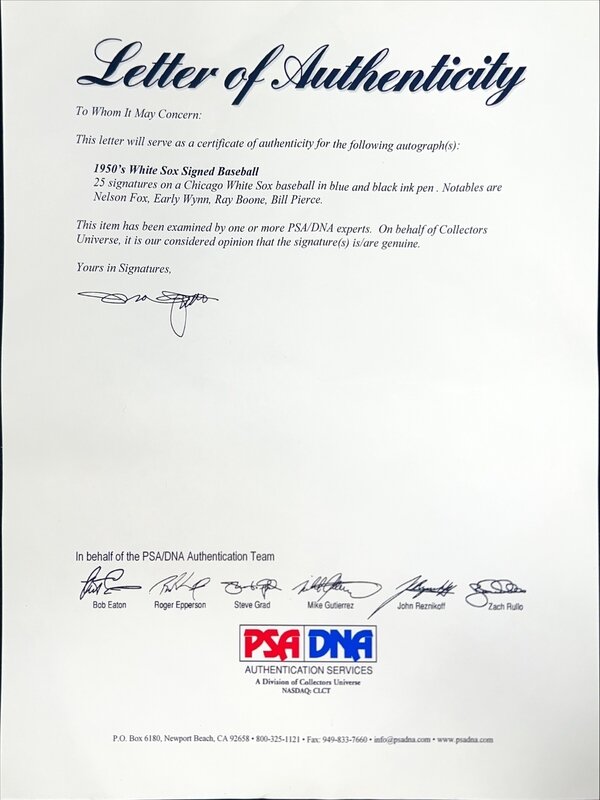 Letter of Authenticity
To Whom It May Concern:
This letter will serve as a certificate of authenticity for the following autograph(s):
1950's White Sox Signed Baseball
25 signatures on a Chicago White Sox baseball in blue and black ink pen . Notables are
Nelson Fox, Early Wynn, Ray Boone, Bill Pierce.
This item has been examined by one or more PSA/DNA experts. On behalf of Collectors
Universe, it is our considered opinion that the signature(s) is/are genuine.
Yours in Signatures,
In behalf of the PSA/DNA Authentication Team
Bob Eaton Roger Epperson Steve Grad Mike Gutierrez John Reznikoff Zach Rullo
PSA DNA
AUTHENTICATION SERVICES
A Division of Collectors Universe
NASDAQ: CLCT
P.O. Box 6180, Newport Beach, CA 92658 • 800-325-1121 • Fax: 949-833-7660 • info@psadna.com • www.psadna.com